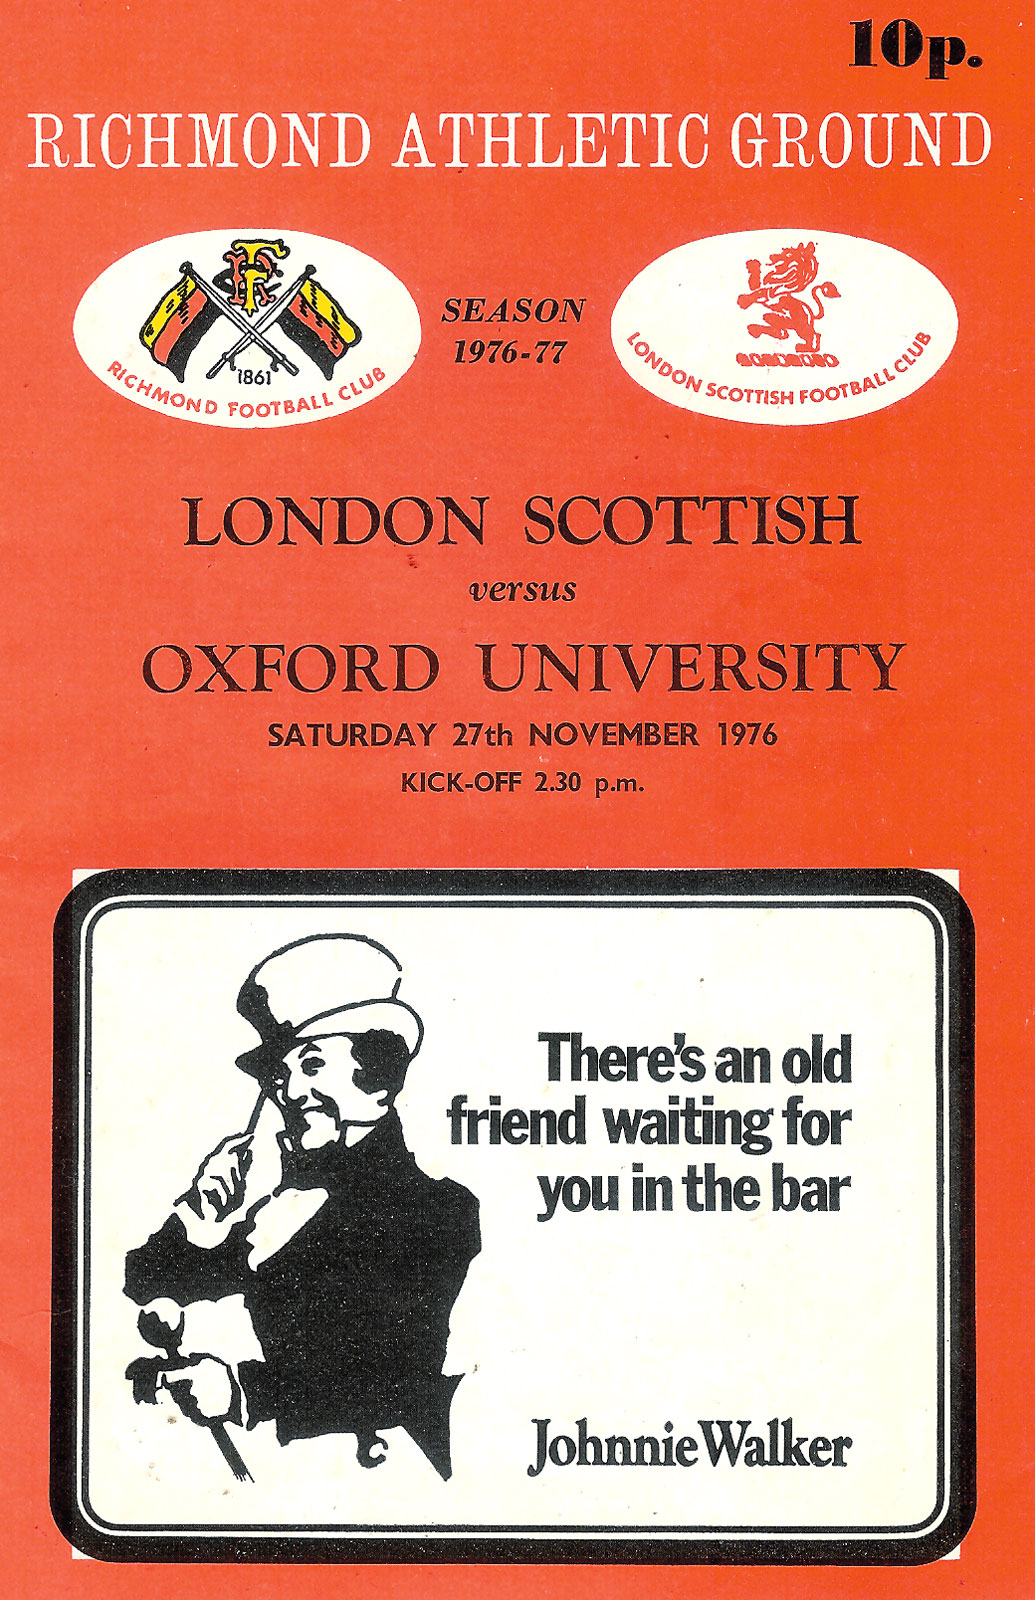 10p.
RICHMOND ATHLETIC GROUND
1861
RICHMOND FOOTBALL CLUB
SEASON
1976-77
LONDON SCOTTISH FOOTBALL CLUB
LONDON SCOTTISH
versus
OXFORD UNIVERSITY
SATURDAY 27th NOVEMBER 1976
KICK-OFF 2.30 p.m.
There's an old
friend waiting for
you in the bar
Johnnie Walker